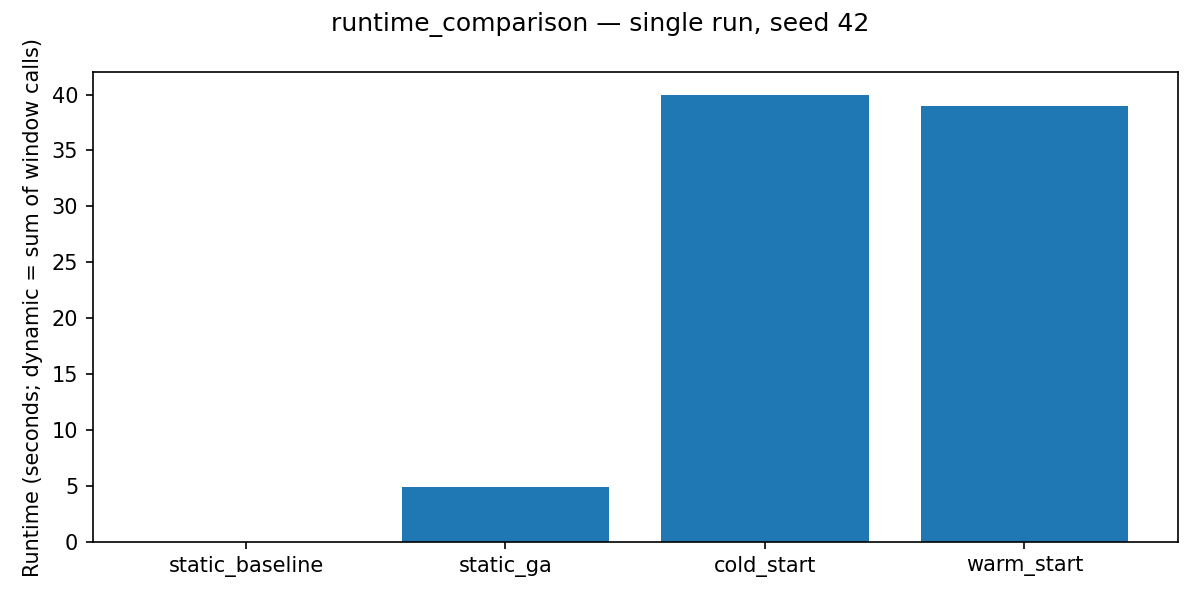 runtime_comparison — single run, seed 42
Runtime (seconds; dynamic = sum of window calls)
40
35
30
25
20
15
10
5
0
static_baseline
static_ga
cold_start
warm_start